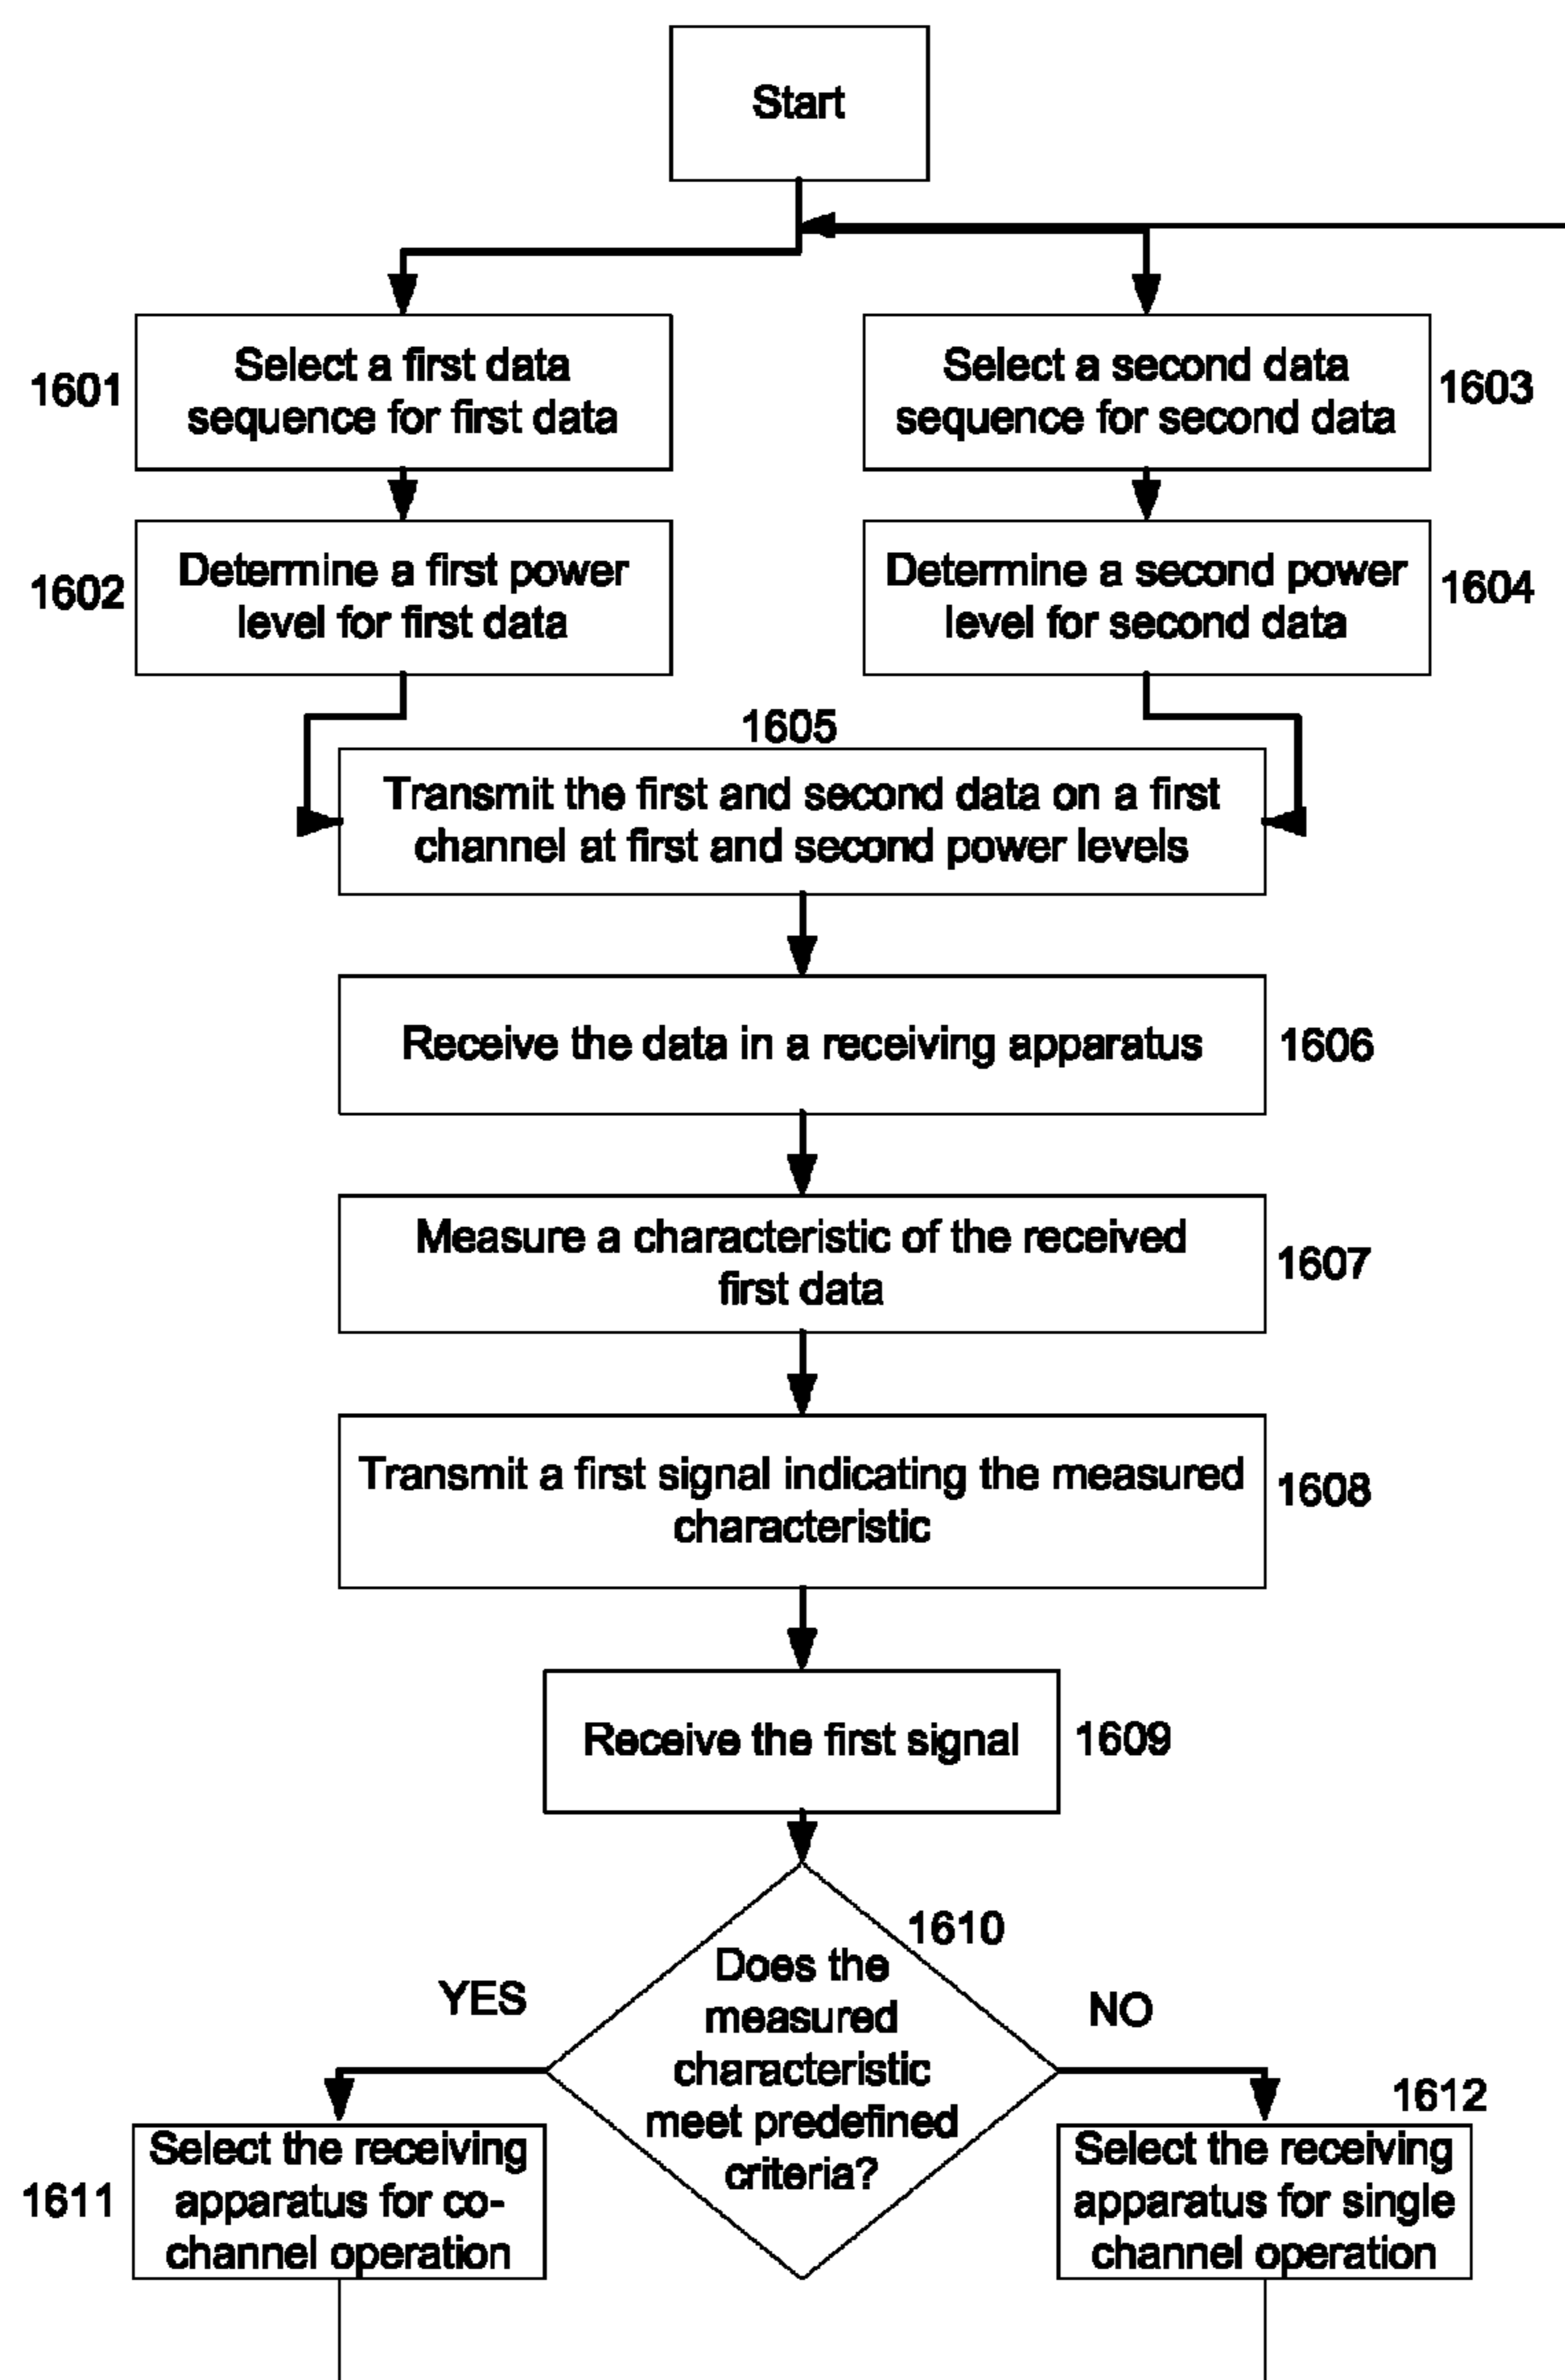 Start
1601
Select a first data
sequence for first data
Select a second data
sequence for second data
1603
1602
Determine a first power
level for first data
Determine a second power
level for second data
1604
1605
Transmit the first and second data on a first
channel at first and second power levels
Receive the data in a receiving apparatus
1606
Measure a characteristic of the received
first data
1607
Transmit a first signal indicating the measured
characteristic
1608
Receive the first signal
1609
1610
Does the
measured
characteristic
meet predefined
criteria?
YES
NO
1611
Select the receiving
apparatus for co-
channel operation
1612
Select the receiving
apparatus for single
channel operation